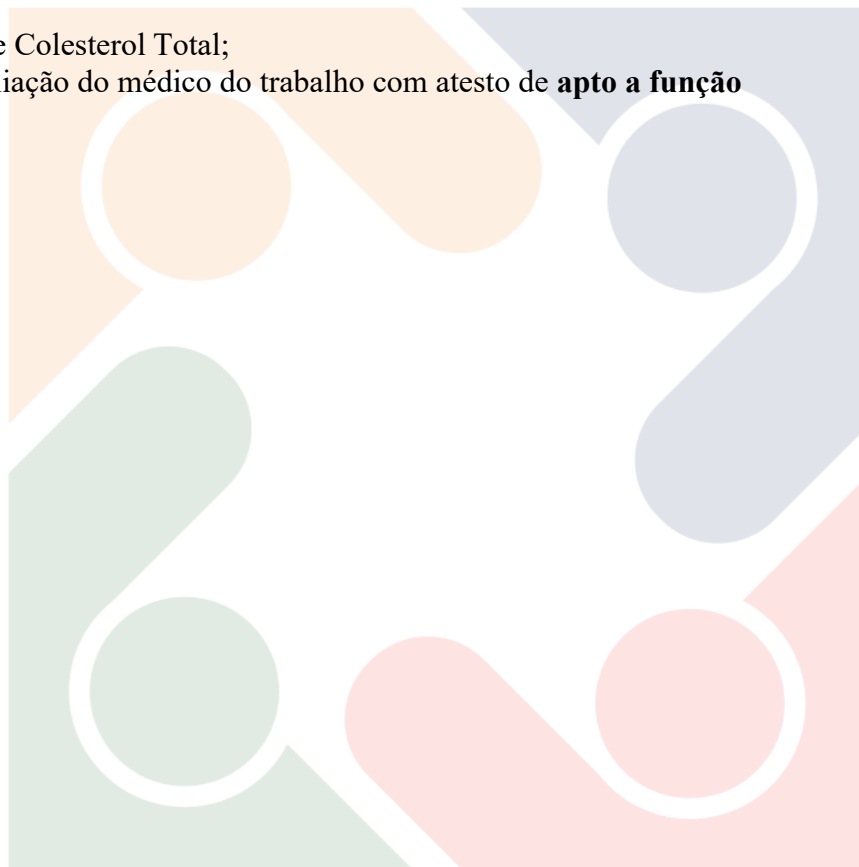 e Colesterol Total;
iação do médico do trabalho com atesto de apto a função